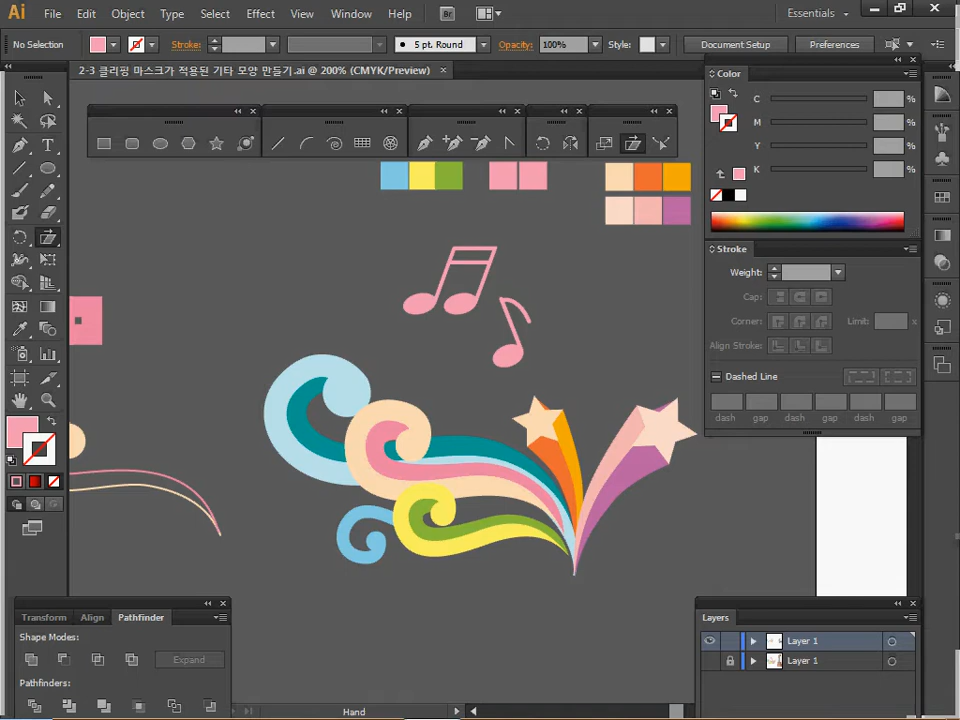 Ai File Edit Object Type Select Effect View Window Help Br Essentials
No Selection Stroke: 5 pt. Round Opacity: 100% Style: Document Setup Preferences
2-3 클리핑 마스크가 적용된 기타 모양 만들기.ai @ 200% (CMYK/Preview) ×
Color
C %
M %
Y %
K %
Stroke
Weight:
Cap:
Corner: Limit: x
Align Stroke:
Dashed Line
dash gap dash gap dash gap
Transform Align Pathfinder
Shape Modes:
Expand
Pathfinders:
Layers
Layer 1
Layer 1
Hand